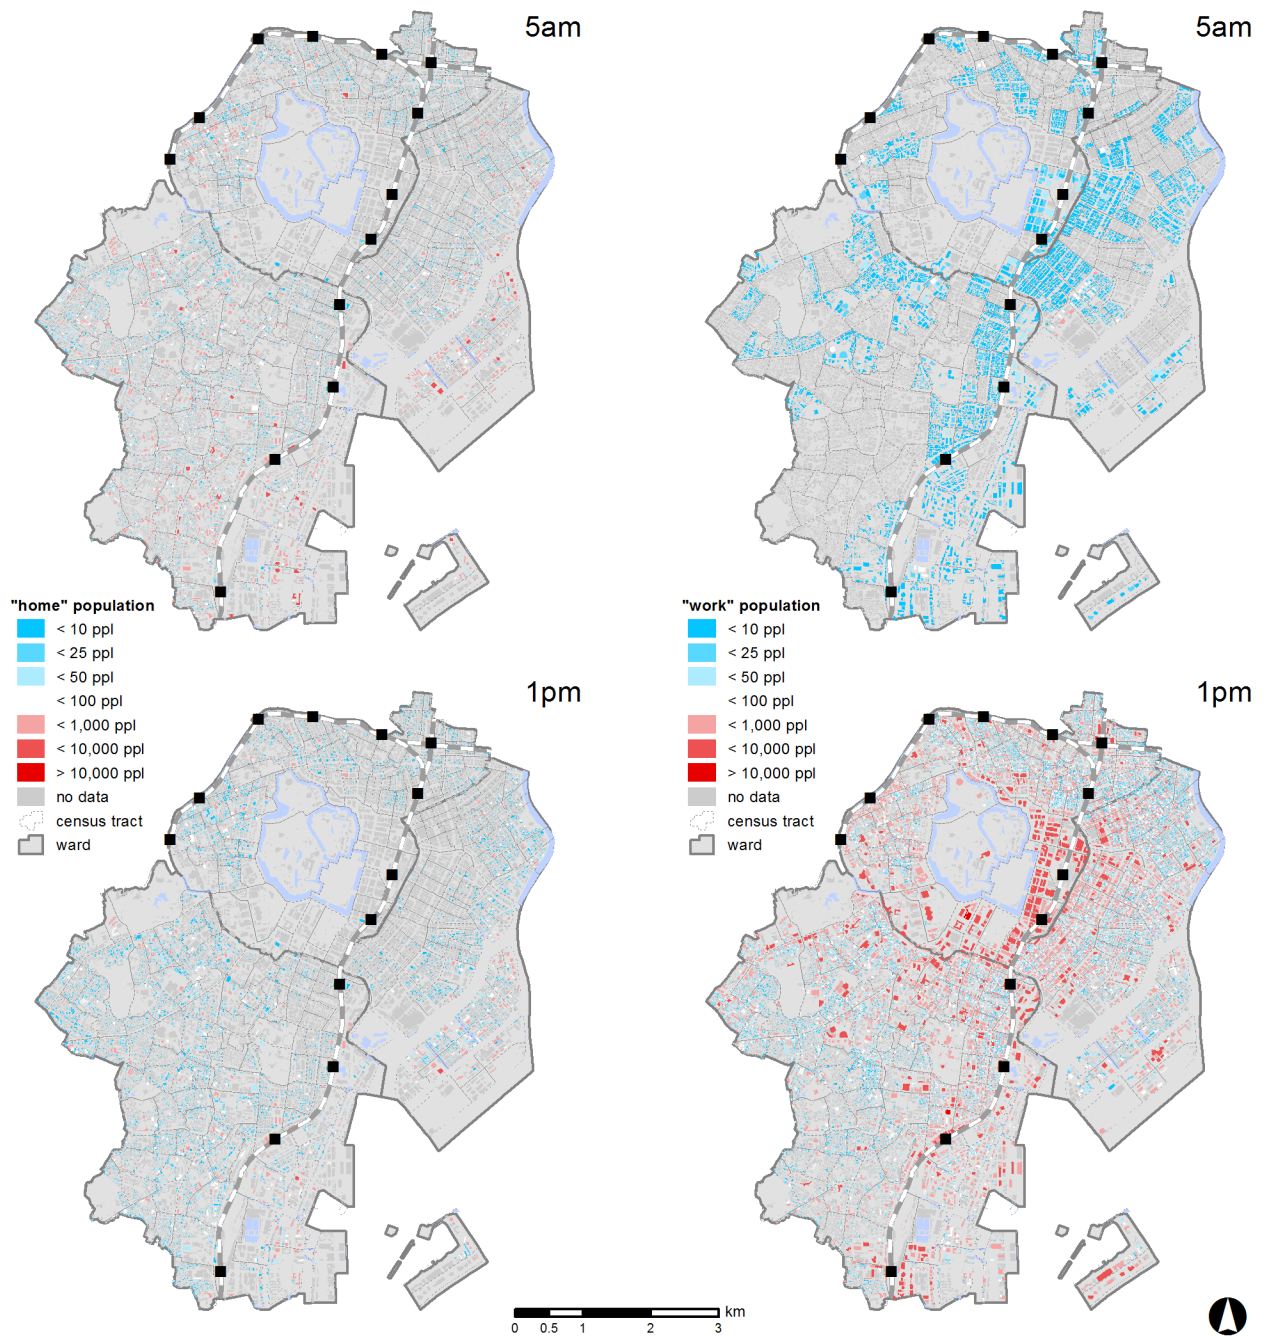 5am
5am
"home" population
< 10 ppl
< 25 ppl
< 50 ppl
< 100 ppl
< 1,000 ppl
< 10,000 ppl
> 10,000 ppl
no data
census tract
ward
"work" population
< 10 ppl
< 25 ppl
< 50 ppl
< 100 ppl
< 1,000 ppl
< 10,000 ppl
> 10,000 ppl
no data
census tract
ward
1pm
1pm
km
0 0.5 1 2 3